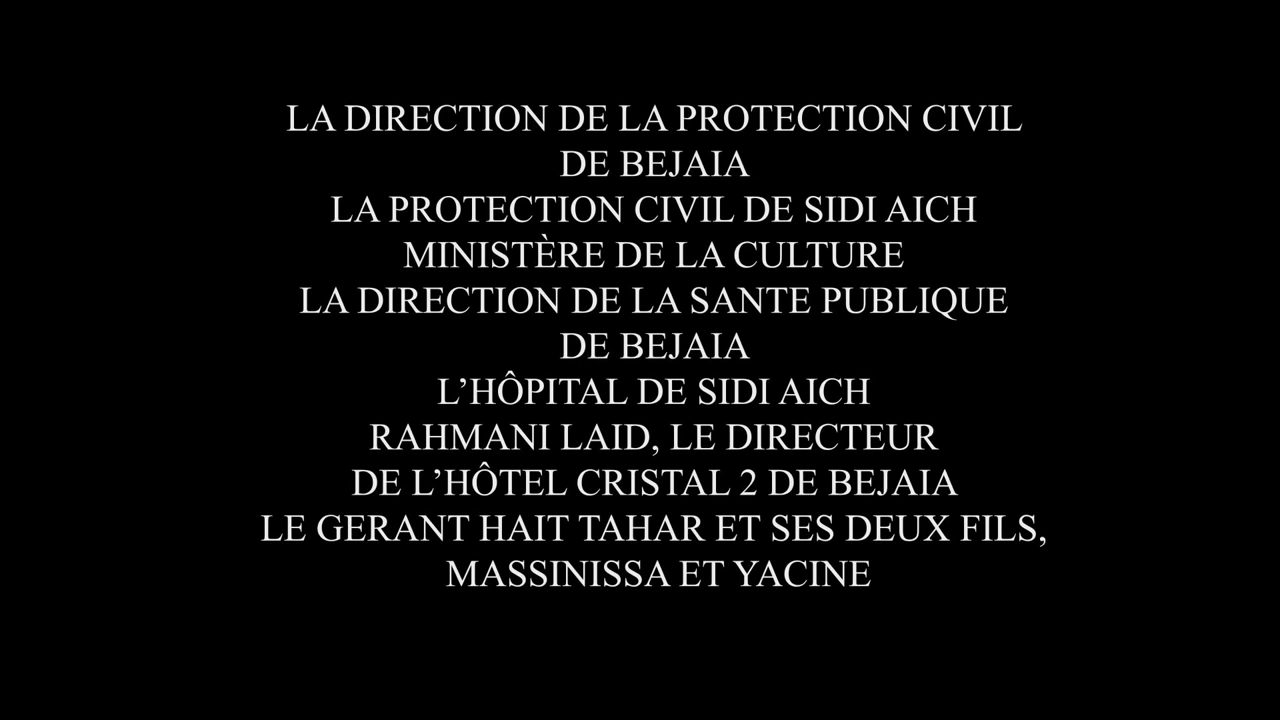 LA DIRECTION DE LA PROTECTION CIVIL
DE BEJAIA
LA PROTECTION CIVIL DE SIDI AICH
MINISTÈRE DE LA CULTURE
LA DIRECTION DE LA SANTE PUBLIQUE
DE BEJAIA
L’HÔPITAL DE SIDI AICH
RAHMANI LAID, LE DIRECTEUR
DE L’HÔTEL CRISTAL 2 DE BEJAIA
LE GERANT HAIT TAHAR ET SES DEUX FILS,
MASSINISSA ET YACINE